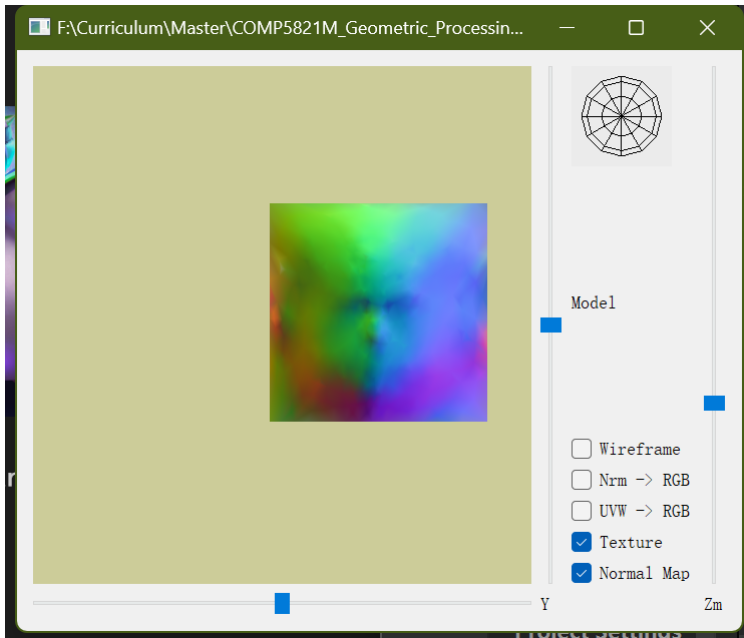 F:\Curriculum\Master\COMP5821M_Geometric_Processin...
Model
Wireframe
Nrm -> RGB
UVW -> RGB
Texture
Normal Map
Y
Zm